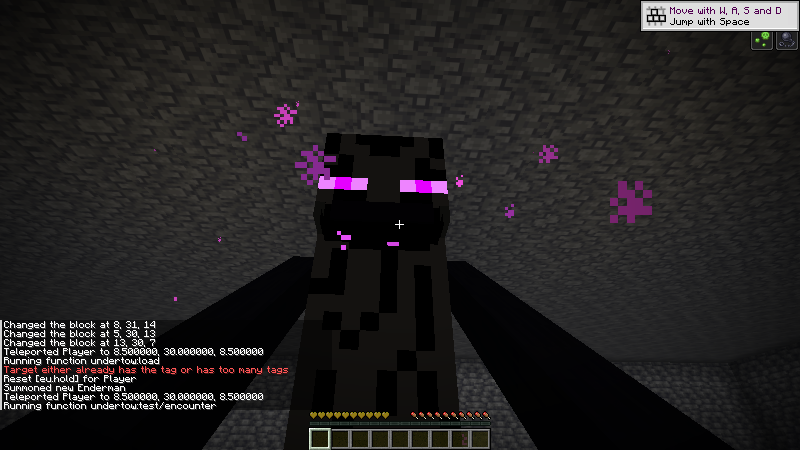 Move with W, A, S and D
Jump with Space
Changed the block at 8, 31, 14
Changed the block at 5, 30, 13
Changed the block at 13, 30, 7
Teleported Player to 8.500000, 30.000000, 8.500000
Running function undertow:load
Target either already has the tag or has too many tags
Reset [eu.hold] for Player
Summoned new Enderman
Teleported Player to 8.500000, 30.000000, 8.500000
Running function undertow:test/encounter